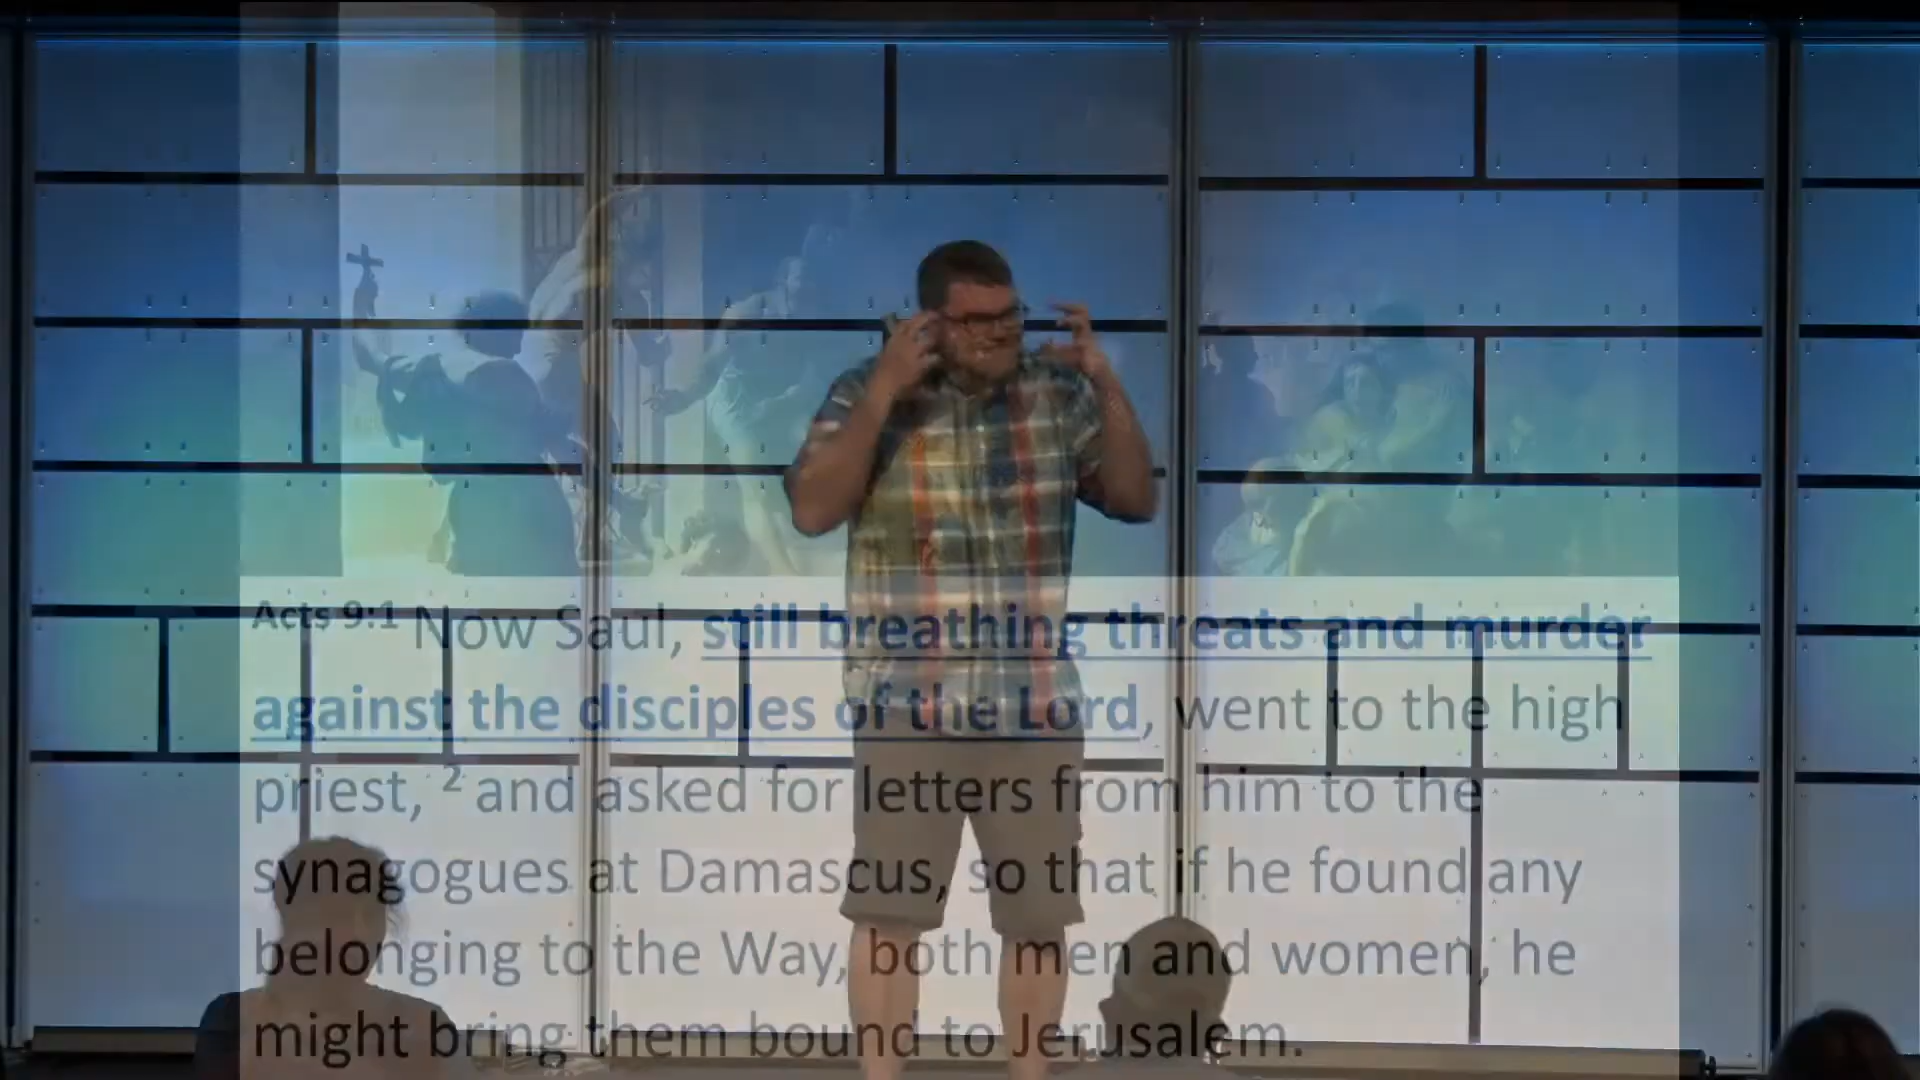 Acts 9:1 Now Saul, still breathing threats and murder
against the disciples of the Lord, went to the high
priest, ² and asked for letters from him to the
synagogues at Damascus, so that if he found any
belonging to the Way, both men and women, he
might bring them bound to Jerusalem.